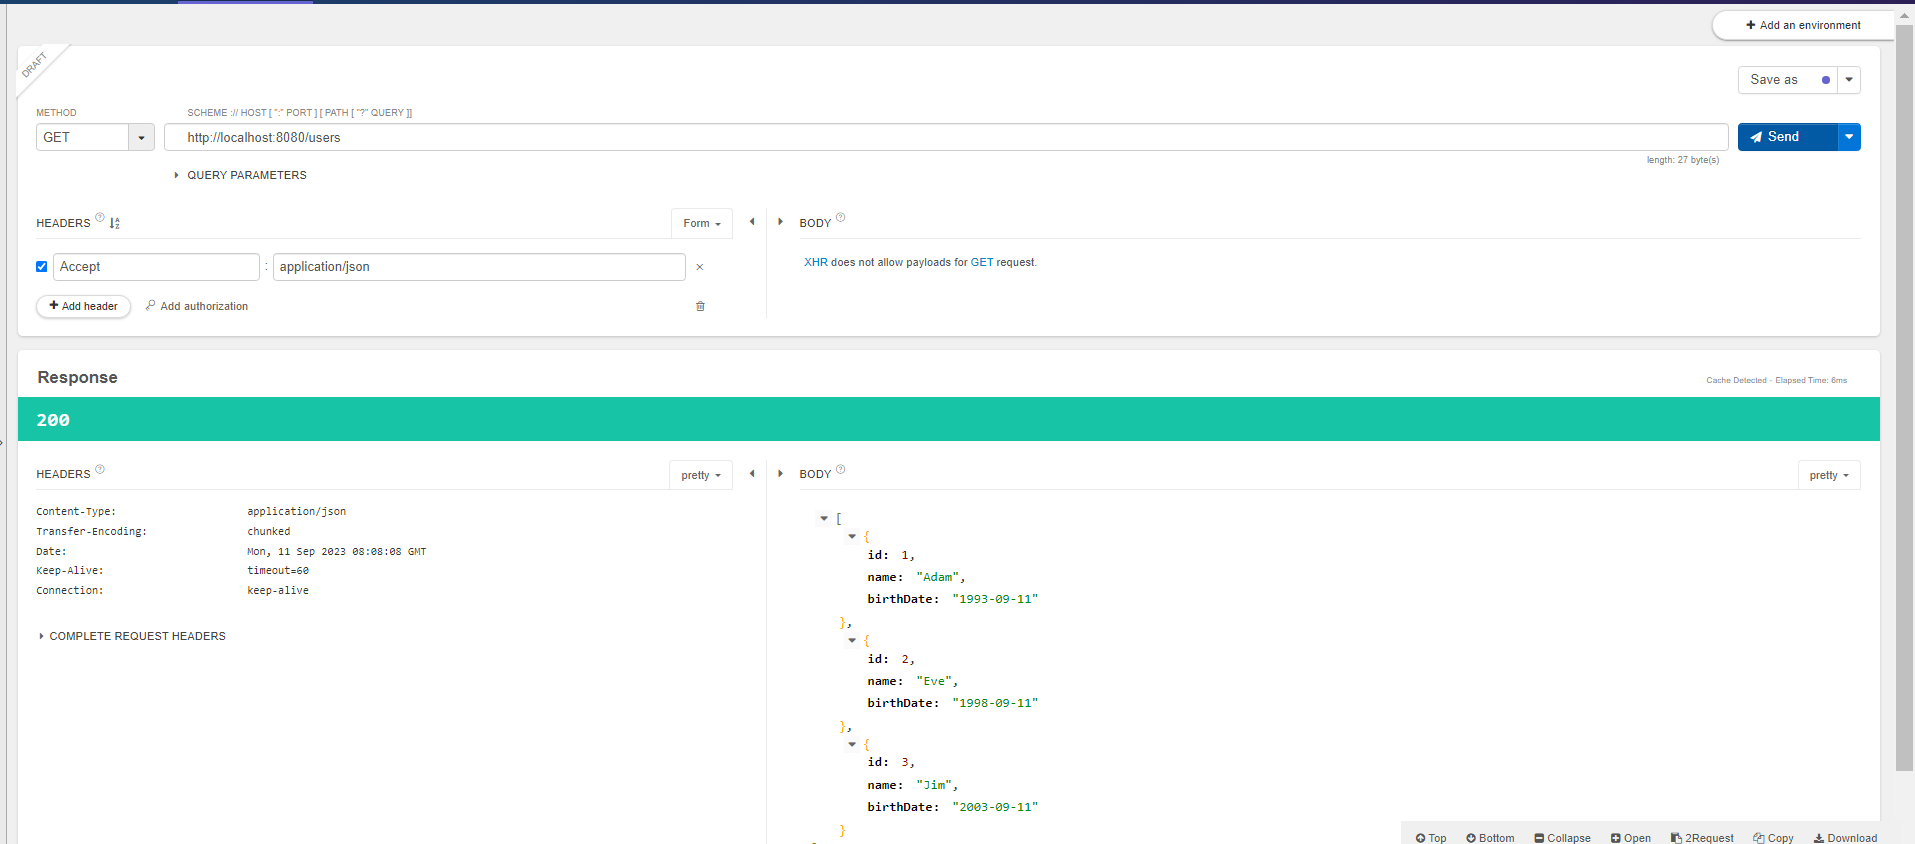 Add an environment
DRAFT
Save as
METHOD
SCHEME :// HOST [ ":" PORT ] [ PATH [ "?" QUERY ]]
GET
http://localhost:8080/users
Send
length: 27 byte(s)
QUERY PARAMETERS
HEADERS ?
Form
BODY ?
Accept : application/json
XHR does not allow payloads for GET request.
Add header
Add authorization
Response
Cache Detected - Elapsed Time: 6ms
200
HEADERS ?
pretty
BODY ?
pretty
Content-Type: application/json
Transfer-Encoding: chunked
Date: Mon, 11 Sep 2023 08:08:08 GMT
Keep-Alive: timeout=60
Connection: keep-alive
COMPLETE REQUEST HEADERS
[
{
id: 1,
name: "Adam",
birthDate: "1993-09-11"
},
{
id: 2,
name: "Eve",
birthDate: "1998-09-11"
},
{
id: 3,
name: "Jim",
birthDate: "2003-09-11"
}
Top Bottom Collapse Open 2Request Copy Download